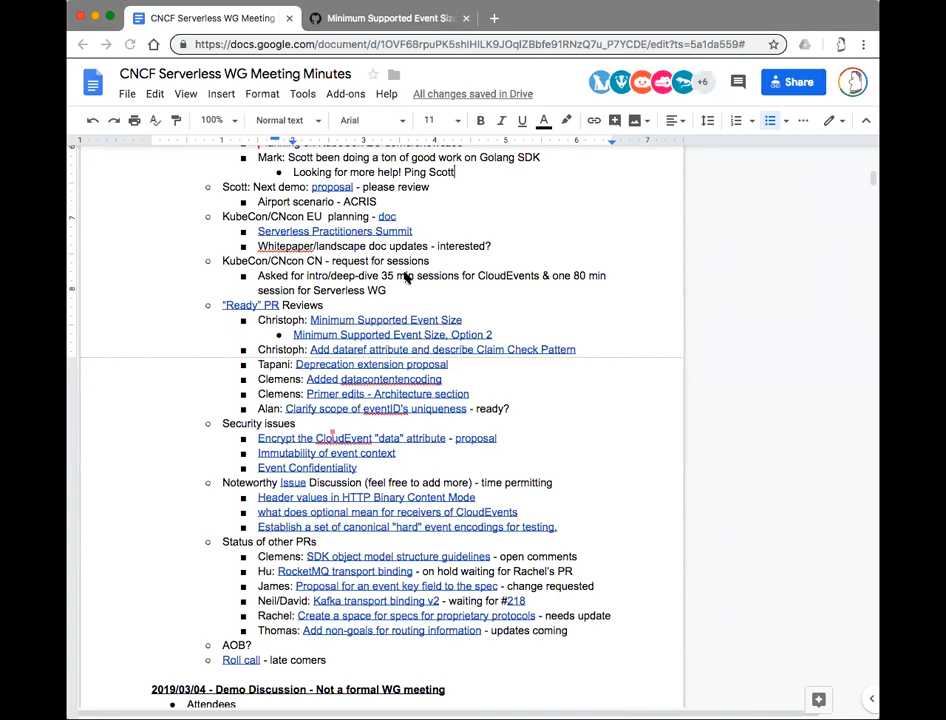 CNCF Serverless WG Meeting
Minimum Supported Event Siz
https://docs.google.com/document/d/1OVF68rpuPK5shIHILK9JOqIZBbfe91RNzQ7u_P7YCDE/edit?ts=5a1da559#
CNCF Serverless WG Meeting Minutes
+6
Share
File Edit View Insert Format Tools Add-ons Help All changes saved in Drive
100% Normal text Arial 11
1 1 2 3 4 5 6 7
Mark: Scott been doing a ton of good work on Golang SDK
Looking for more help! Ping Scott
Scott: Next demo: proposal - please review
Airport scenario - ACRIS
KubeCon/CNcon EU planning - doc
Serverless Practitioners Summit
Whitepaper/landscape doc updates - interested?
KubeCon/CNcon CN - request for sessions
Asked for intro/deep-dive 35 min sessions for CloudEvents & one 80 min
session for Serverless WG
"Ready" PR Reviews
Christoph: Minimum Supported Event Size
Minimum Supported Event Size, Option 2
Christoph: Add dataref attribute and describe Claim Check Pattern
Tapani: Deprecation extension proposal
Clemens: Added datacontentencoding
Clemens: Primer edits - Architecture section
Alan: Clarify scope of eventID's uniqueness - ready?
Security issues
Encrypt the CloudEvent "data" attribute - proposal
Immutability of event context
Event Confidentiality
Noteworthy Issue Discussion (feel free to add more) - time permitting
Header values in HTTP Binary Content Mode
what does optional mean for receivers of CloudEvents
Establish a set of canonical "hard" event encodings for testing.
Status of other PRs
Clemens: SDK object model structure guidelines - open comments
Hu: RocketMQ transport binding - on hold waiting for Rachel's PR
James: Proposal for an event key field to the spec - change requested
Neil/David: Kafka transport binding v2 - waiting for #218
Rachel: Create a space for specs for proprietary protocols - needs update
Thomas: Add non-goals for routing information - updates coming
AOB?
Roll call - late comers
2019/03/04 - Demo Discussion - Not a formal WG meeting
Attendees